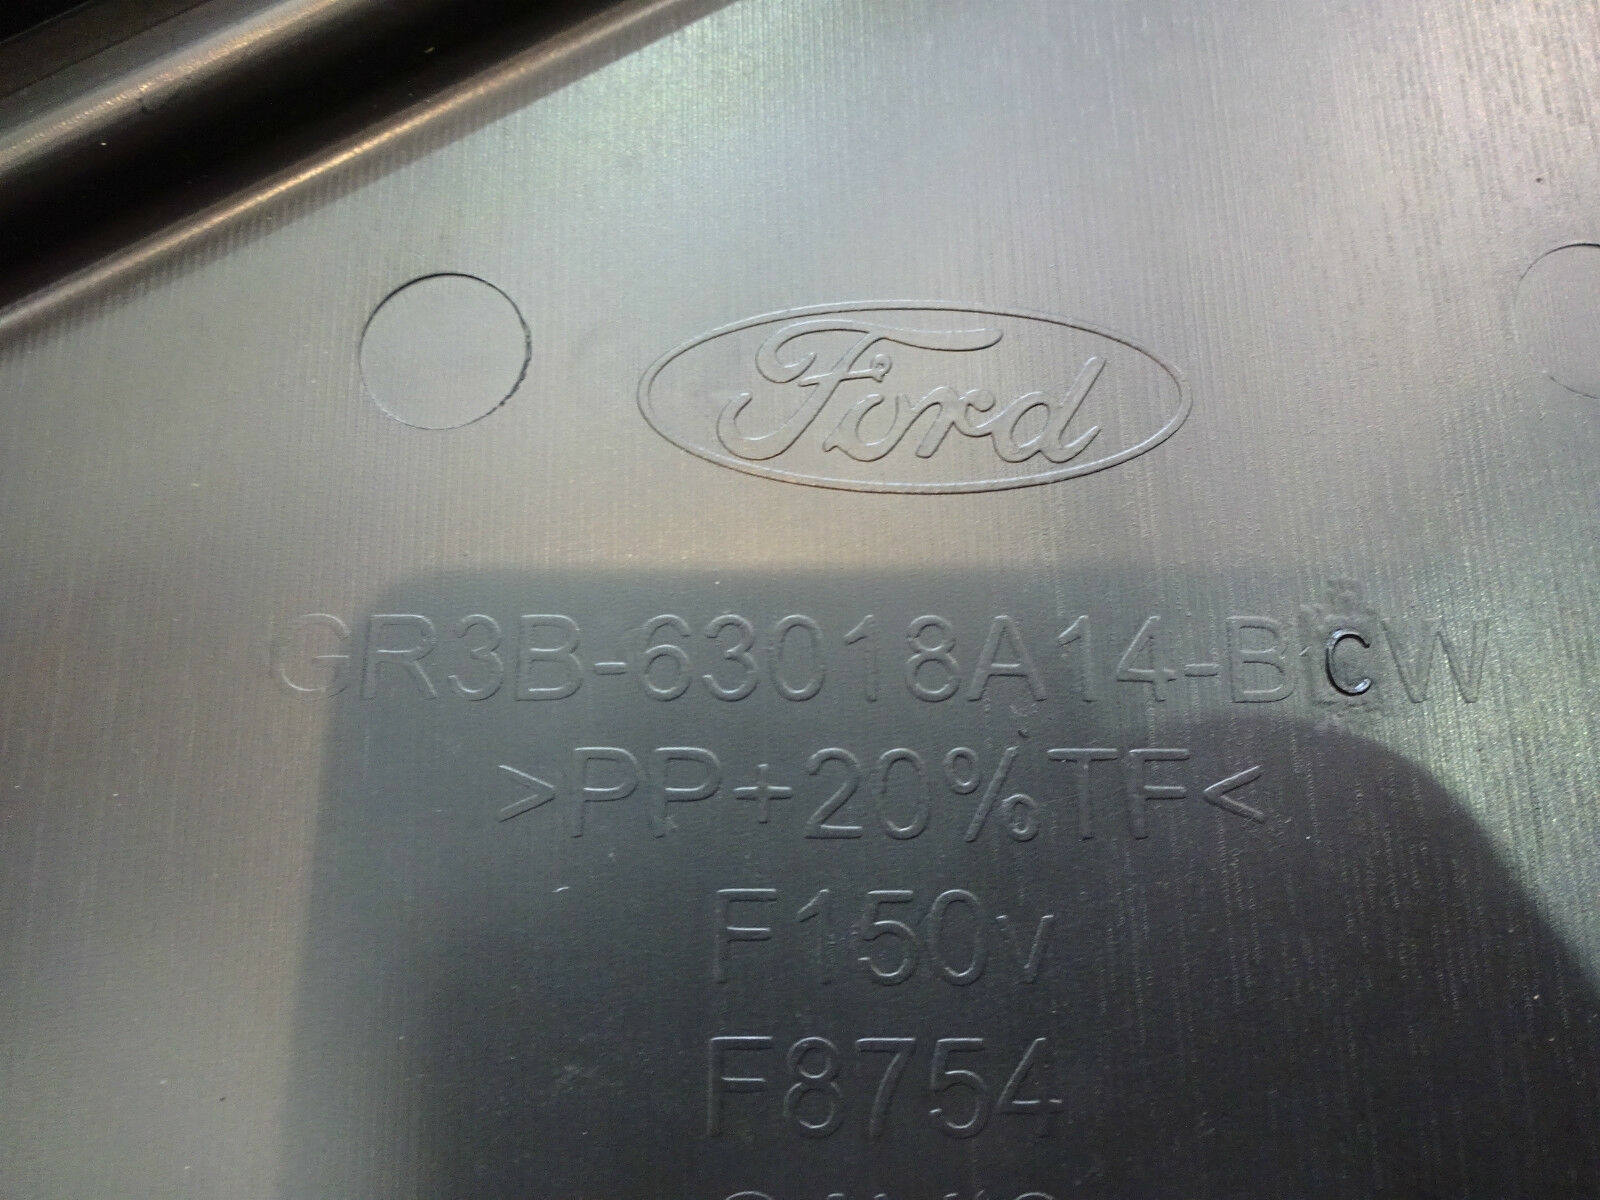 Ford
GR3B-63018A14-BCW
>PP+20%TF<
F150v
F8754